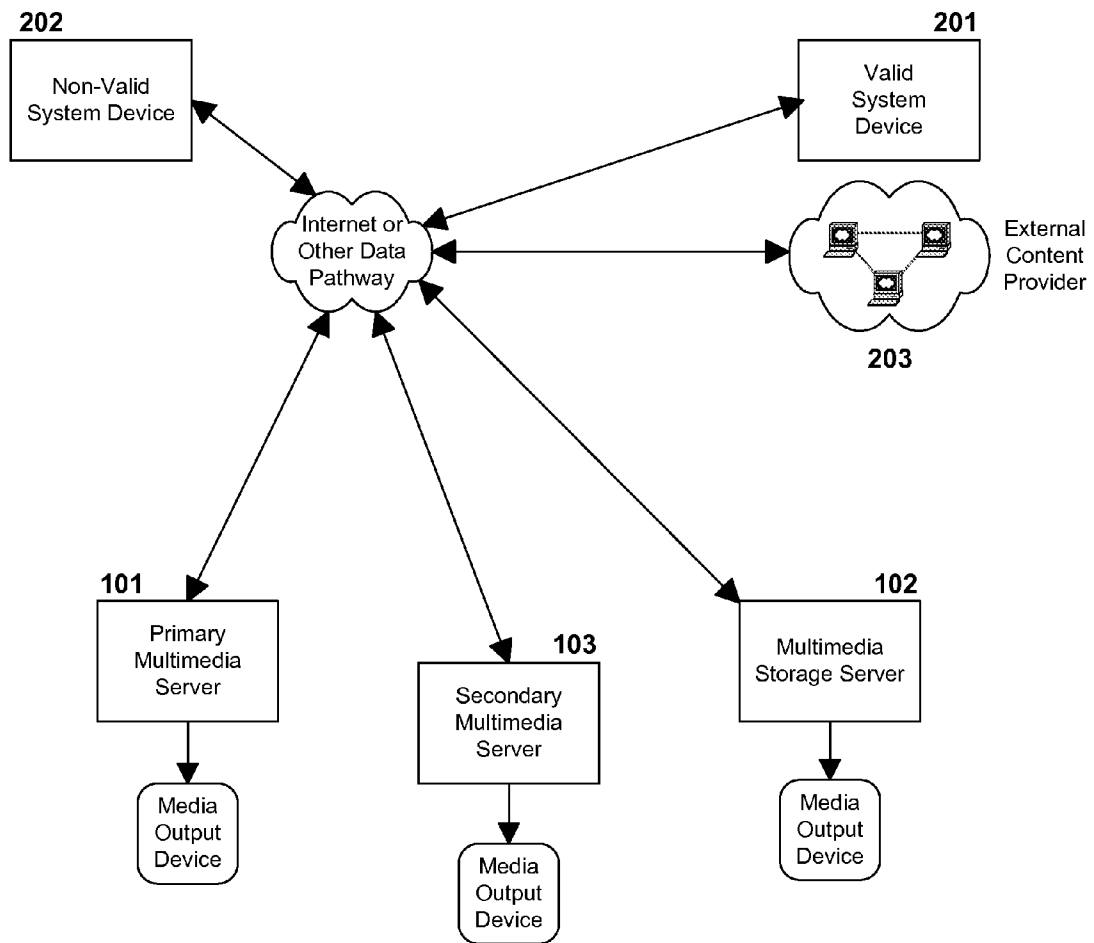 202
Non-Valid
System Device
201
Valid
System
Device
Internet or
Other Data
Pathway
External
Content
Provider
203
101
Primary
Multimedia
Server
103
Secondary
Multimedia
Server
102
Multimedia
Storage Server
Media
Output
Device
Media
Output
Device
Media
Output
Device